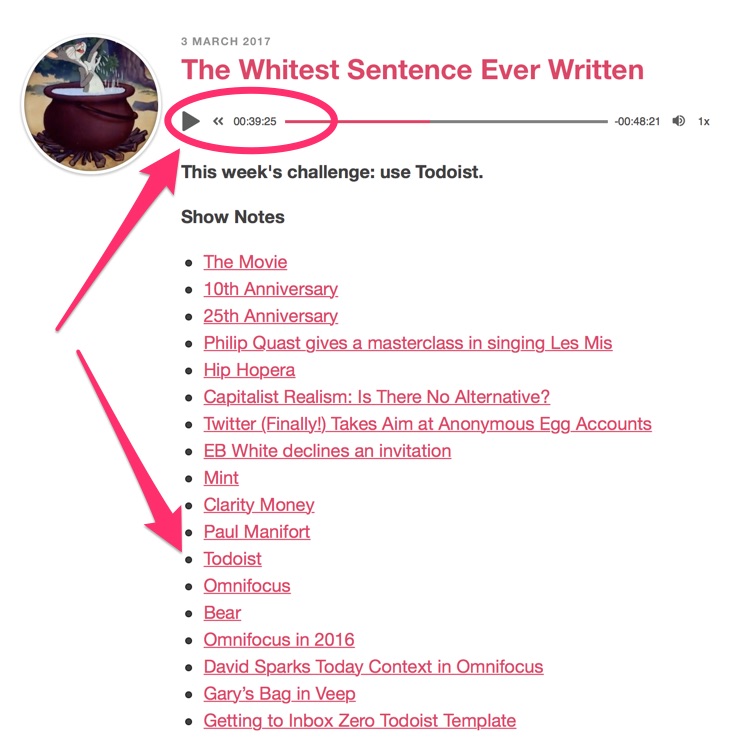 3 MARCH 2017
The Whitest Sentence Ever Written
00:39:25 -00:48:21 1x
This week's challenge: use Todoist.
Show Notes
The Movie
10th Anniversary
25th Anniversary
Philip Quast gives a masterclass in singing Les Mis
Hip Hopera
Capitalist Realism: Is There No Alternative?
Twitter (Finally!) Takes Aim at Anonymous Egg Accounts
EB White declines an invitation
Mint
Clarity Money
Paul Manifort
Todoist
Omnifocus
Bear
Omnifocus in 2016
David Sparks Today Context in Omnifocus
Gary’s Bag in Veep
Getting to Inbox Zero Todoist Template